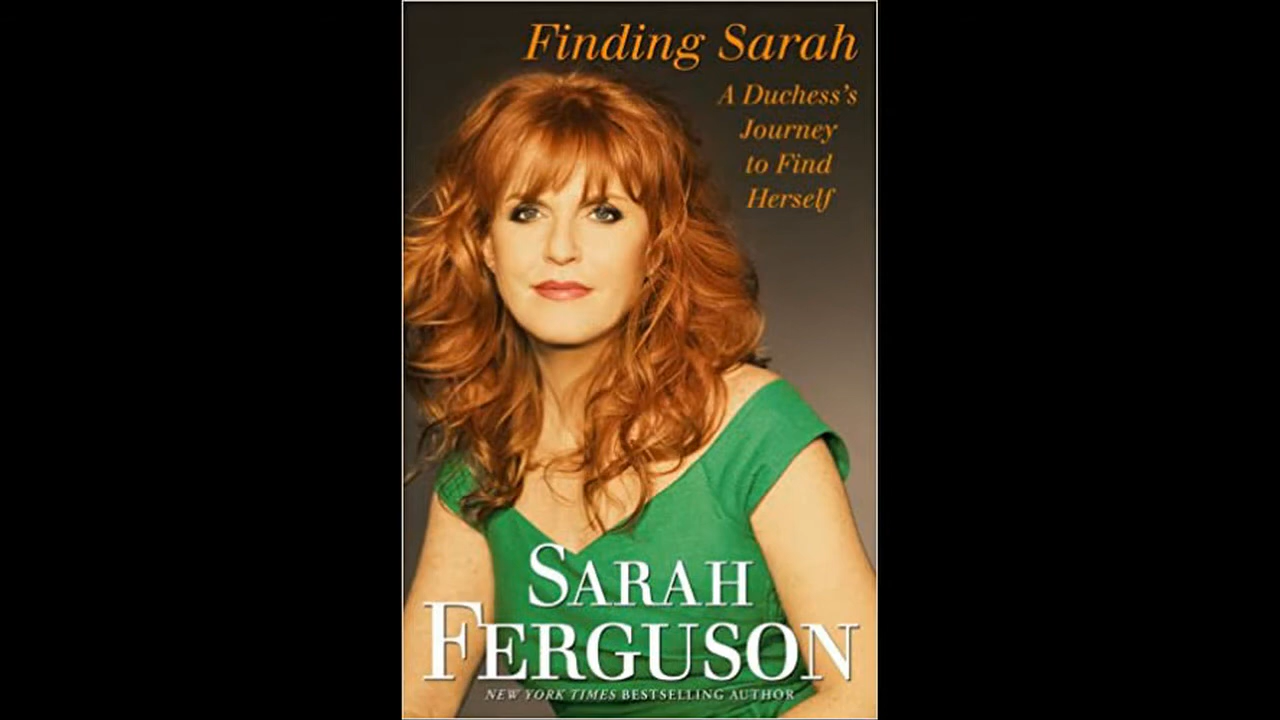 Finding Sarah
A Duchess's
Journey
to Find
Herself
SARAH
FERGUSON
NEW YORK TIMES BESTSELLING AUTHOR